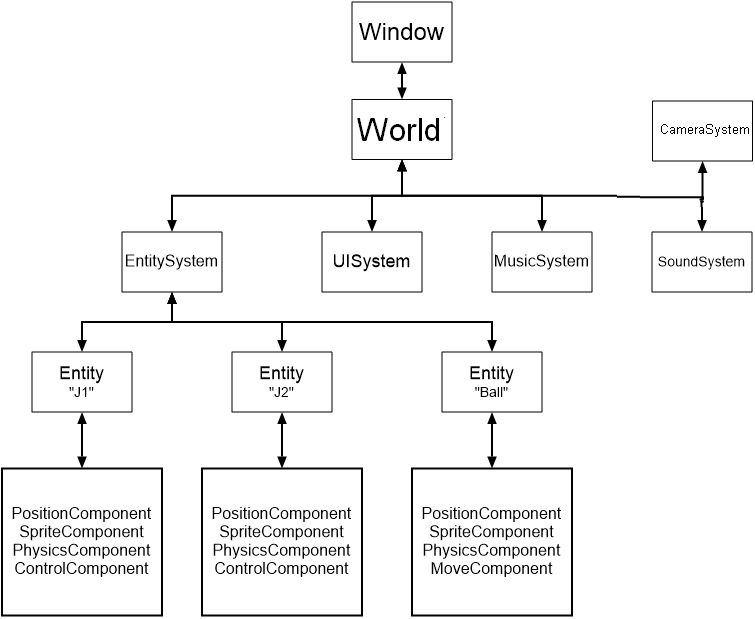 Window
World
CameraSystem
EntitySystem
UISystem
MusicSystem
SoundSystem
Entity
"J1"
Entity
"J2"
Entity
"Ball"
PositionComponent
SpriteComponent
PhysicsComponent
ControlComponent
PositionComponent
SpriteComponent
PhysicsComponent
ControlComponent
PositionComponent
SpriteComponent
PhysicsComponent
MoveComponent